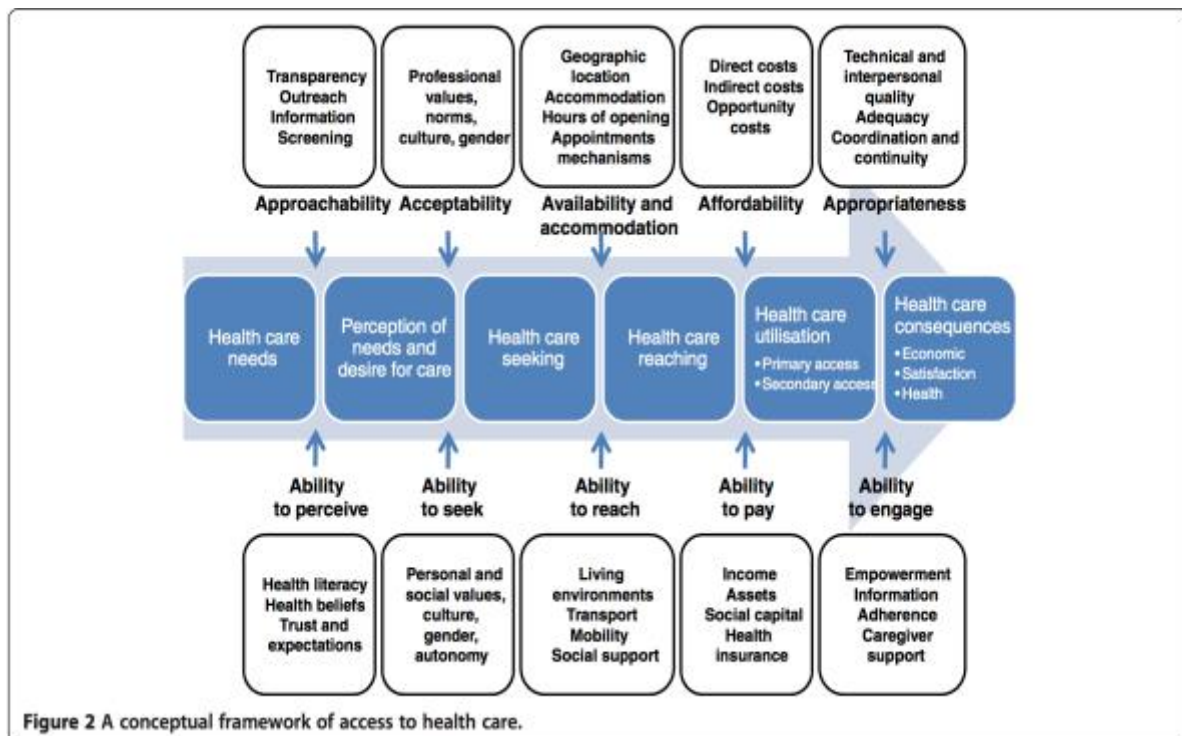 Transparency
Outreach
Information
Screening
Professional
values,
norms,
culture, gender
Geographic
location
Accommodation
Hours of opening
Appointments
mechanisms
Direct costs
Indirect costs
Opportunity
costs
Technical and
interpersonal
quality
Adequacy
Coordination and
continuity
Approachability
Acceptability
Availability and
accommodation
Affordability
Appropriateness
Health care
needs
Perception of
needs and
desire for care
Health care
seeking
Health care
reaching
Health care
utilisation
• Primary access
• Secondary access
Health care
consequences
• Economic
• Satisfaction
• Health
Ability
to perceive
Ability
to seek
Ability
to reach
Ability
to pay
Ability
to engage
Health literacy
Health beliefs
Trust and
expectations
Personal and
social values,
culture,
gender,
autonomy
Living
environments
Transport
Mobility
Social support
Income
Assets
Social capital
Health
insurance
Empowerment
Information
Adherence
Caregiver
support
Figure 2 A conceptual framework of access to health care.